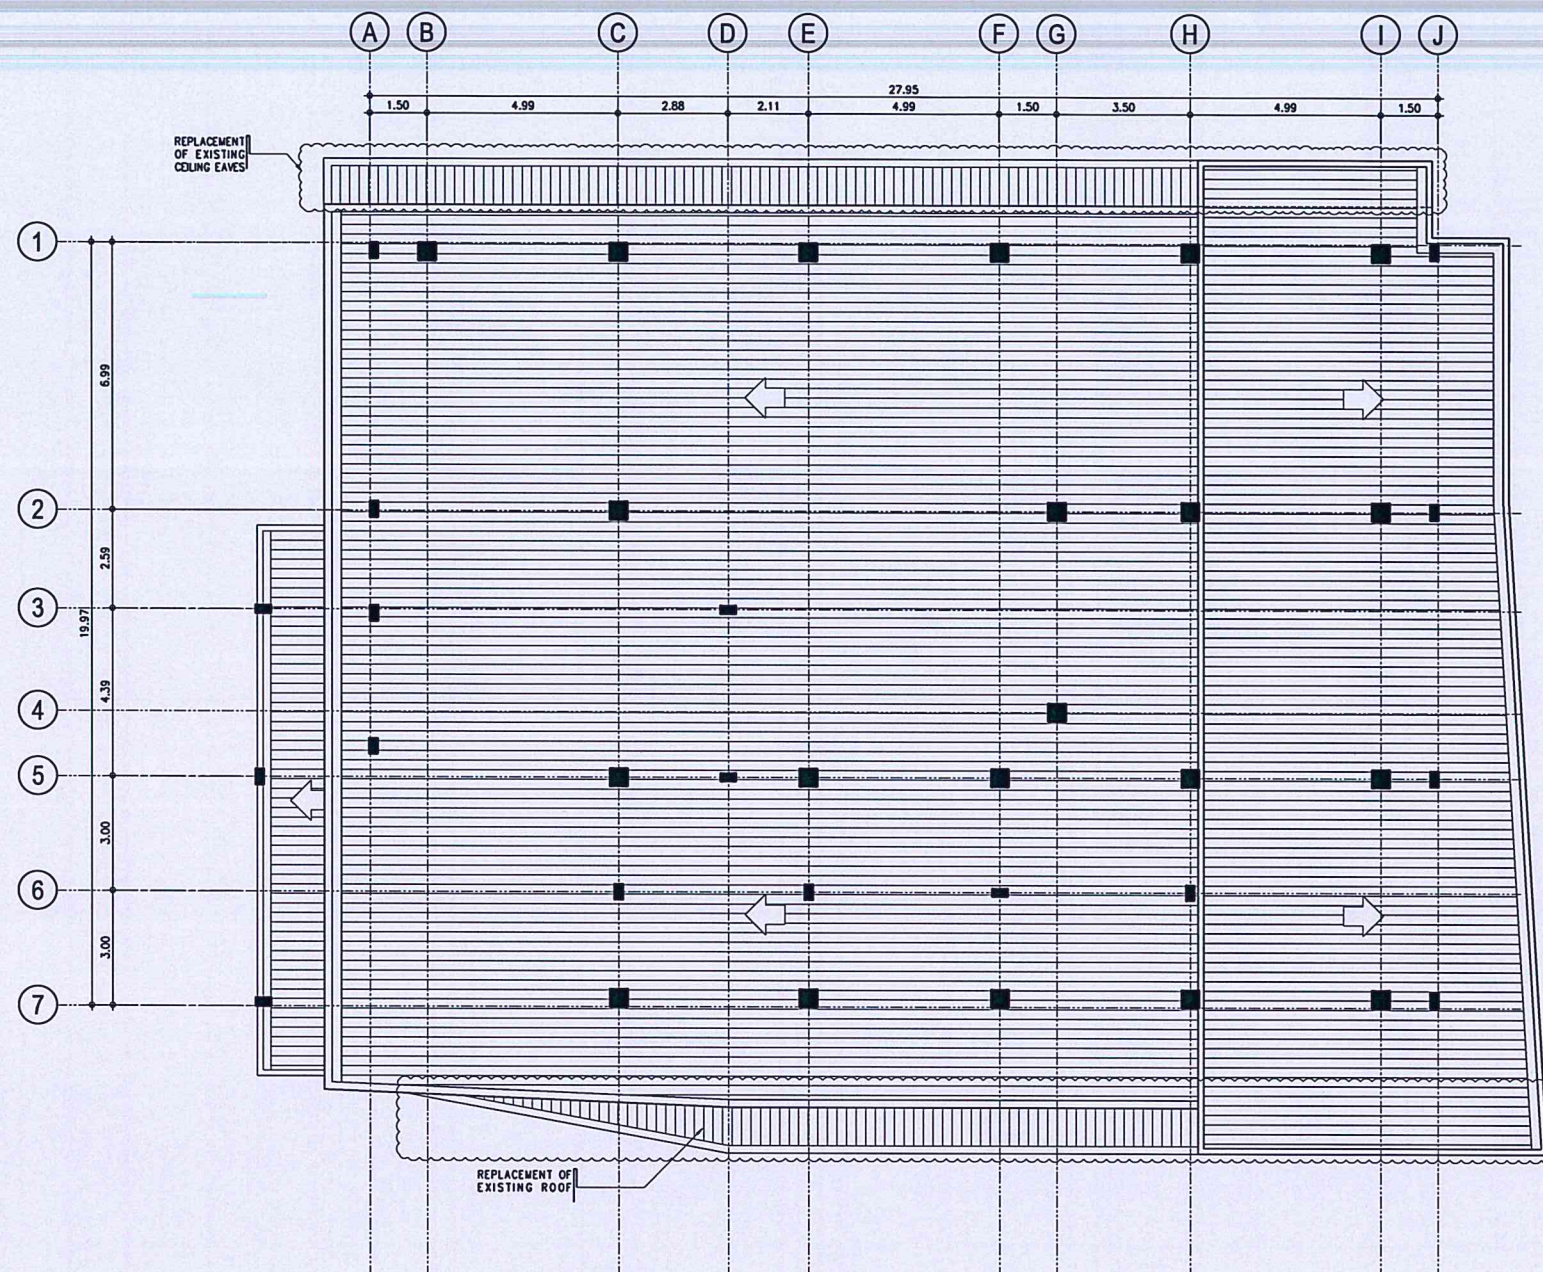 A B C D E F G H I J
27.95
1.50 4.99 2.88 2.11 4.99 1.50 3.50 4.99 1.50
REPLACEMENT
OF EXISTING
CEILING EAVES
1
6.99
2
2.59
3
19.97
4.39
4
5
3.00
6
3.00
7
REPLACEMENT OF
EXISTING ROOF